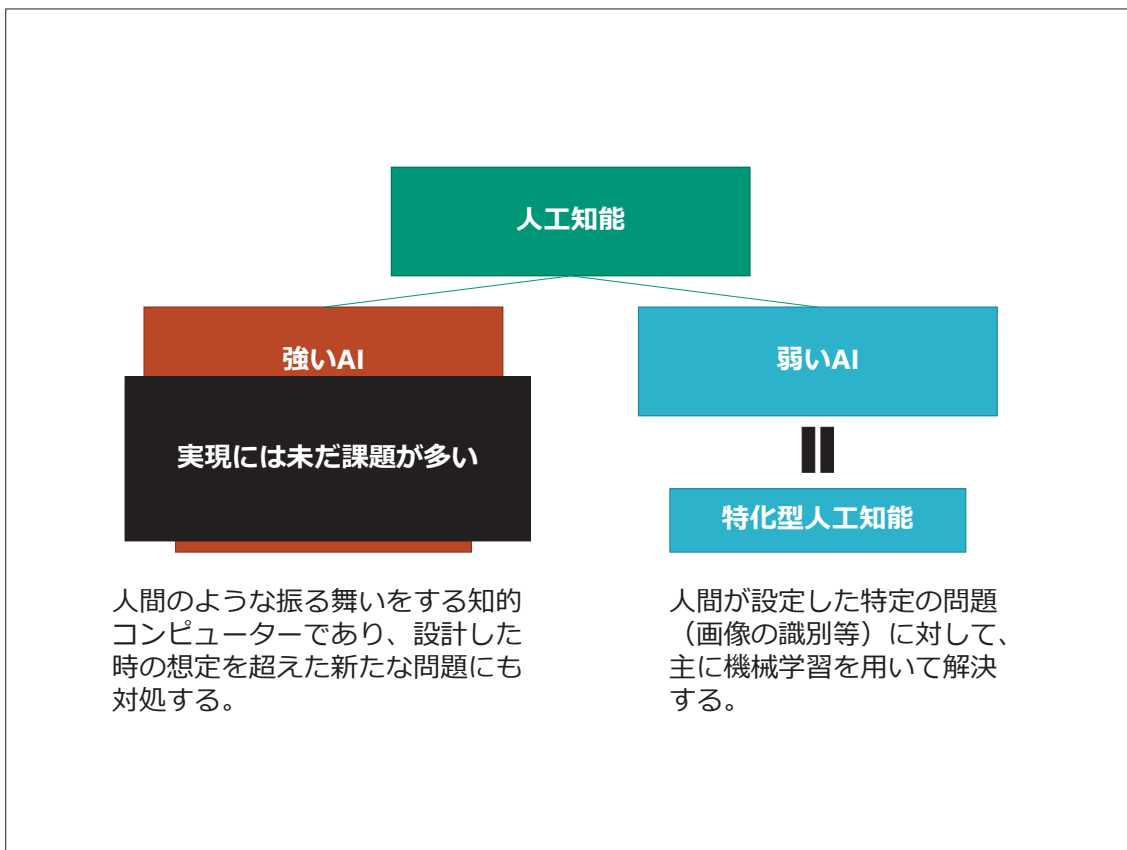 人工知能
強いAI
弱いAI
実現には未だ課題が多い
特化型人工知能
人間のような振る舞いをする知的
コンピューターであり、設計した
時の想定を超えた新たな問題にも
対処する。
人間が設定した特定の問題
（画像の識別等）に対して、
主に機械学習を用いて解決
する。